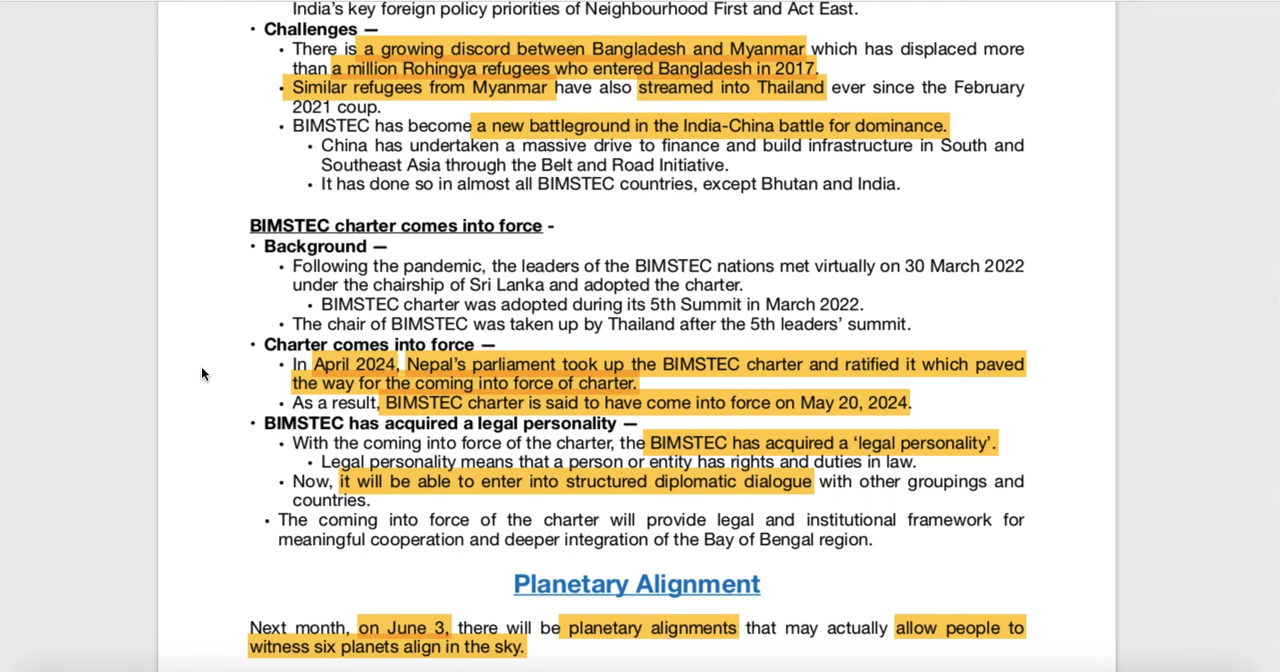 India’s key foreign policy priorities of Neighbourhood First and Act East.
• Challenges —
• There is a growing discord between Bangladesh and Myanmar which has displaced more
than a million Rohingya refugees who entered Bangladesh in 2017.
• Similar refugees from Myanmar have also streamed into Thailand ever since the February
2021 coup.
• BIMSTEC has become a new battleground in the India-China battle for dominance.
• China has undertaken a massive drive to finance and build infrastructure in South and
Southeast Asia through the Belt and Road Initiative.
• It has done so in almost all BIMSTEC countries, except Bhutan and India.
BIMSTEC charter comes into force -
• Background —
• Following the pandemic, the leaders of the BIMSTEC nations met virtually on 30 March 2022
under the chairship of Sri Lanka and adopted the charter.
• BIMSTEC charter was adopted during its 5th Summit in March 2022.
• The chair of BIMSTEC was taken up by Thailand after the 5th leaders’ summit.
• Charter comes into force —
• In April 2024, Nepal’s parliament took up the BIMSTEC charter and ratified it which paved
the way for the coming into force of charter.
• As a result, BIMSTEC charter is said to have come into force on May 20, 2024.
• BIMSTEC has acquired a legal personality —
• With the coming into force of the charter, the BIMSTEC has acquired a ‘legal personality’.
• Legal personality means that a person or entity has rights and duties in law.
• Now, it will be able to enter into structured diplomatic dialogue with other groupings and
countries.
• The coming into force of the charter will provide legal and institutional framework for
meaningful cooperation and deeper integration of the Bay of Bengal region.
Planetary Alignment
Next month, on June 3, there will be planetary alignments that may actually allow people to
witness six planets align in the sky.